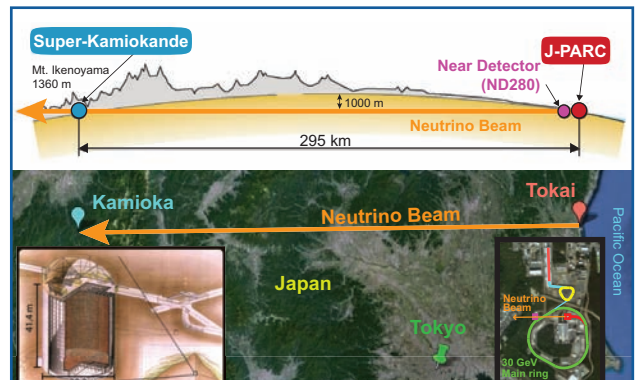 Super-Kamiokande
J-PARC
Mt. Ikenoyama
1360 m
Near Detector
(ND280)
1000 m
Neutrino Beam
295 km
Kamioka
Tokai
Neutrino Beam
Pacific Ocean
Japan
Tokyo
41,4 m
Neutrino
Beam
30 GeV
Main ring